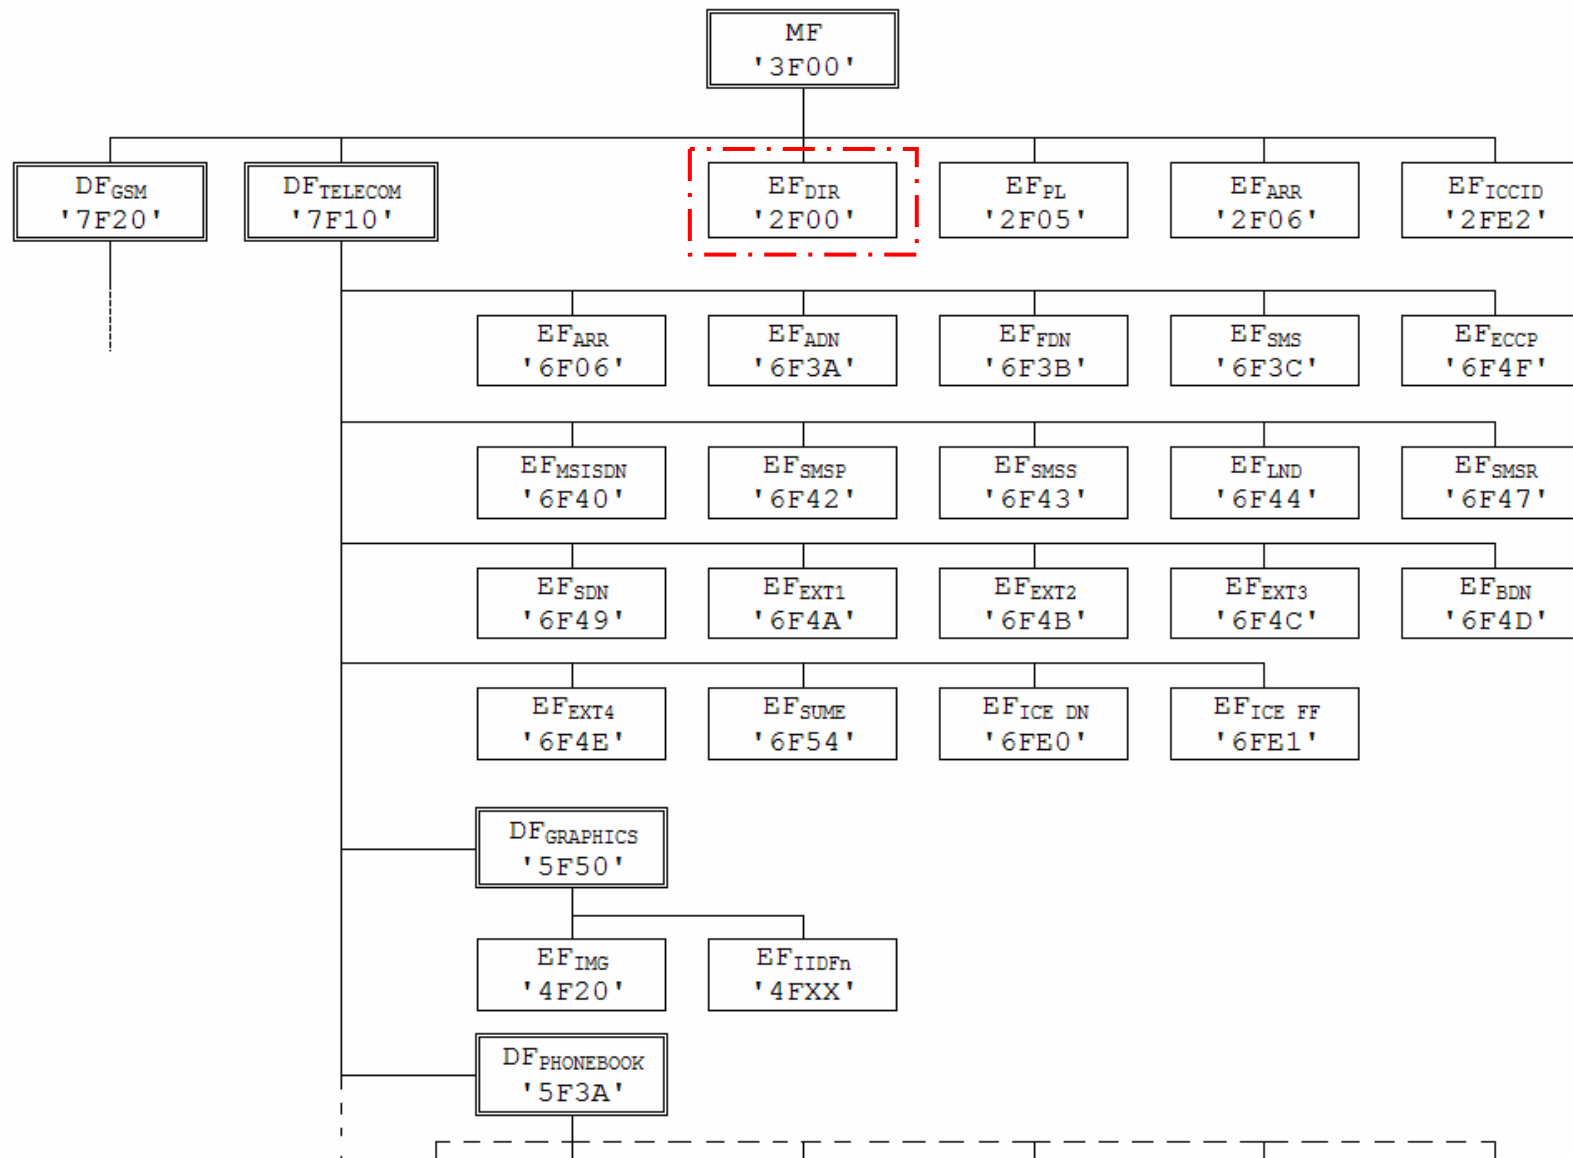 MF
'3F00'
DFGSM
'7F20'
DFTELECOM
'7F10'
EFDIR
'2F00'
EFPL
'2F05'
EFARR
'2F06'
EFICCID
'2FE2'
EFARR
'6F06'
EFADN
'6F3A'
EFFDN
'6F3B'
EFSMS
'6F3C'
EFECCP
'6F4F'
EFMSISDN
'6F40'
EFSMSP
'6F42'
EFSMSS
'6F43'
EFLND
'6F44'
EFSMSR
'6F47'
EFSDN
'6F49'
EFEXT1
'6F4A'
EFEXT2
'6F4B'
EFEXT3
'6F4C'
EFBDN
'6F4D'
EFEXT4
'6F4E'
EFSUME
'6F54'
EFICE DN
'6FE0'
EFICE FF
'6FE1'
DFGRAPHICS
'5F50'
EFIMG
'4F20'
EFIIDFn
'4FXX'
DFPHONEBOOK
'5F3A'